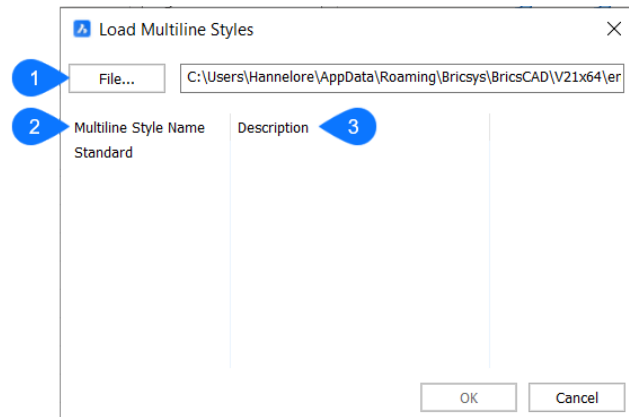 Load Multiline Styles
1
File...
C:\Users\Hannelore\AppData\Roaming\Bricsys\BricsCAD\V21x64\er
2
Multiline Style Name
Description
3
Standard
OK
Cancel